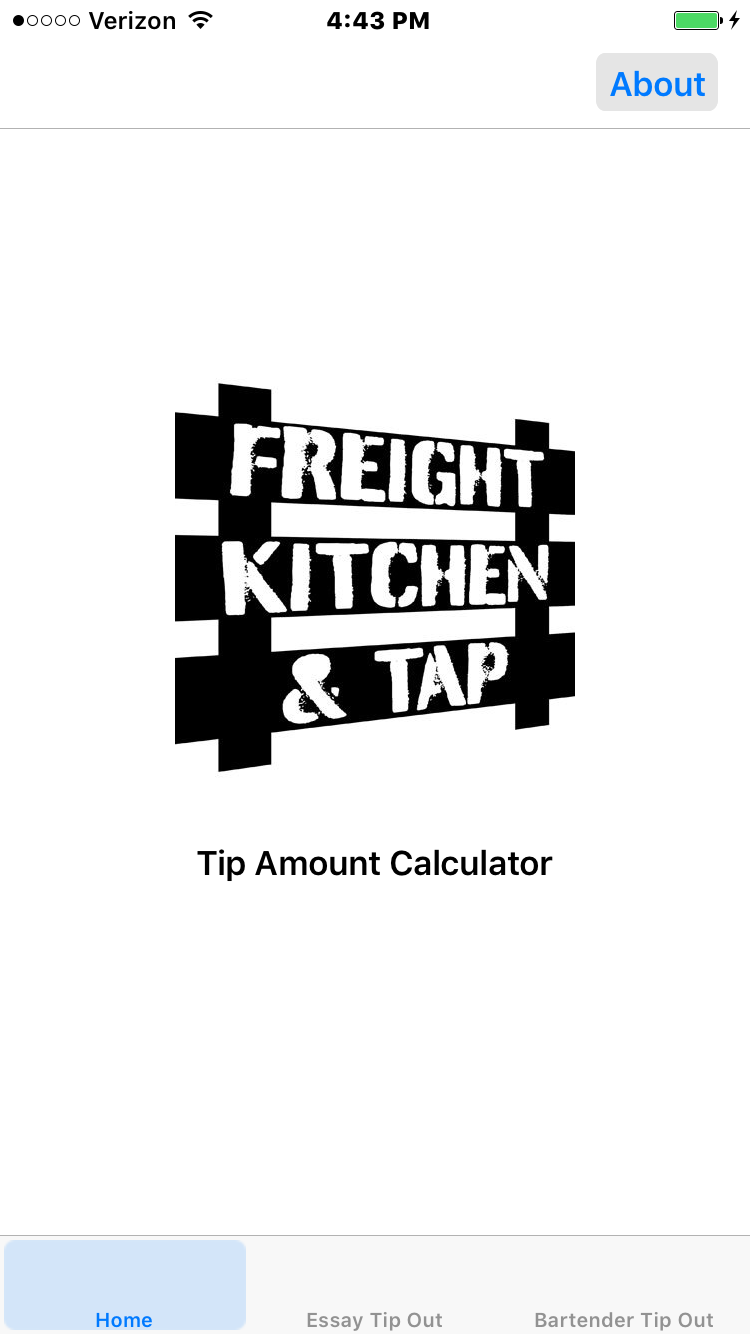 Verizon 4:43 PM
About
FREIGHT
KITCHEN
& TAP
Tip Amount Calculator
Home Essay Tip Out Bartender Tip Out